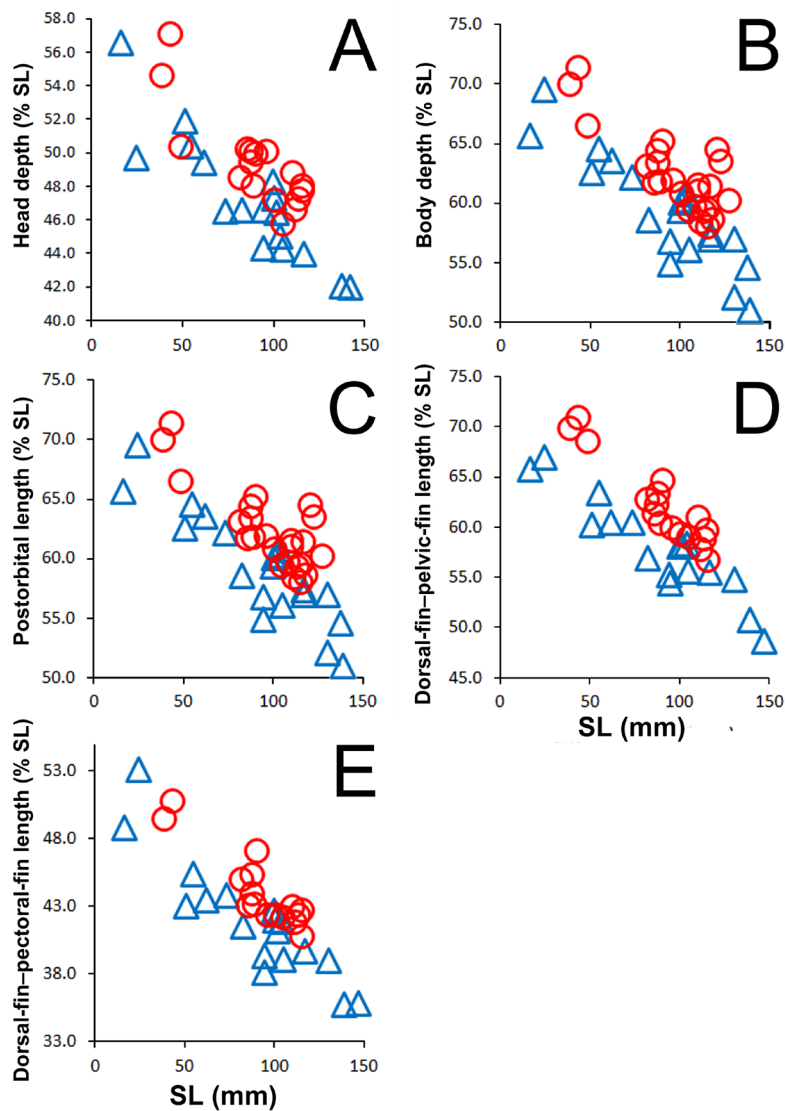 A
Head depth (% SL)
58.0
56.0
54.0
52.0
50.0
48.0
46.0
44.0
42.0
40.0
0 50 100 150
B
Body depth (% SL)
75.0
70.0
65.0
60.0
55.0
50.0
0 50 100 150
C
Postorbital length (% SL)
75.0
70.0
65.0
60.0
55.0
50.0
0 50 100 150
D
Dorsal-fin–pelvic-fin length (% SL)
75.0
70.0
65.0
60.0
55.0
50.0
45.0
0 50 100 150
SL (mm)
E
Dorsal-fin–pectoral-fin length (% SL)
53.0
48.0
43.0
38.0
33.0
0 50 100 150
SL (mm)